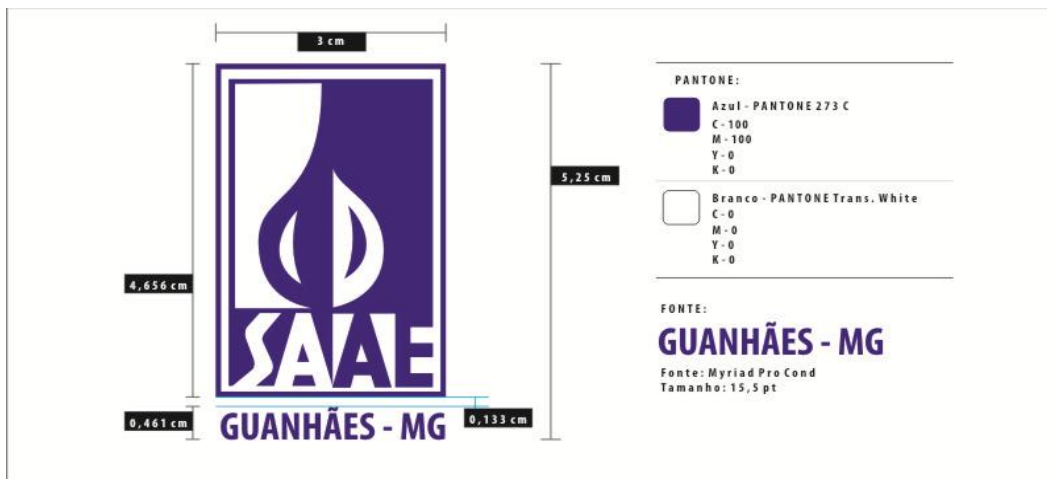 3 cm
4,656 cm
5,25 cm
SAAE
GUANHÃES - MG
0,461 cm
0,133 cm
PANTONE:
Azul - PANTONE 273 C
C - 100
M - 100
Y - 0
K - 0
Branco - PANTONE Trans. White
C - 0
M - 0
Y - 0
K - 0
FONTE:
GUANHÃES - MG
Fonte: Myriad Pro Cond
Tamanho: 15,5 pt